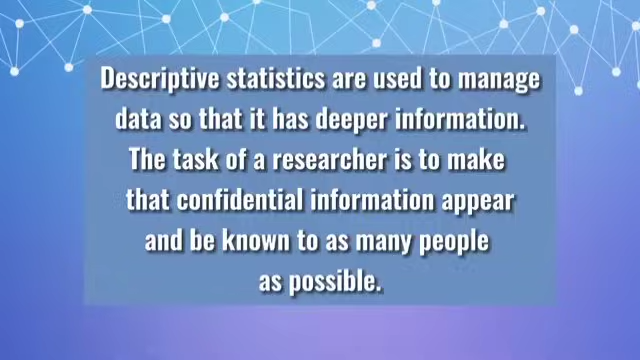 Descriptive statistics are used to manage
data so that it has deeper information.
The task of a researcher is to make
that confidential information appear
and be known to as many people
as possible.